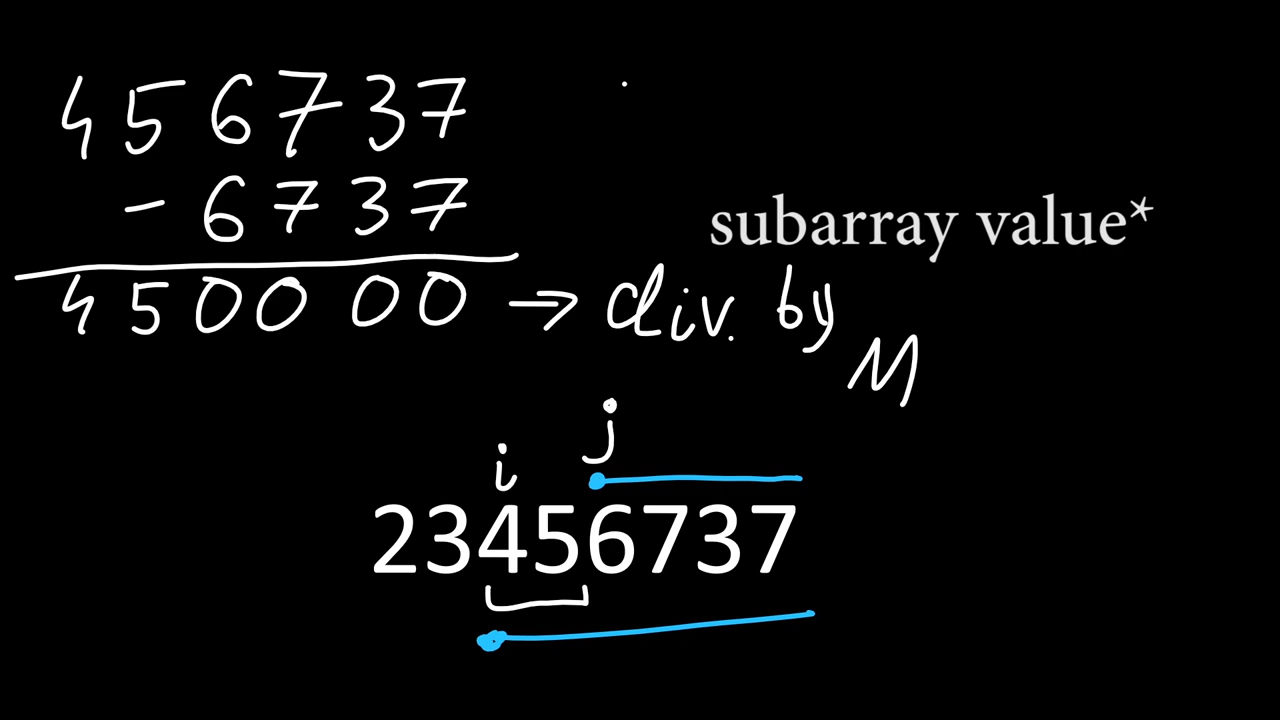 456737
- 6737
subarray value*
450000 → div. by M
i j
23456737